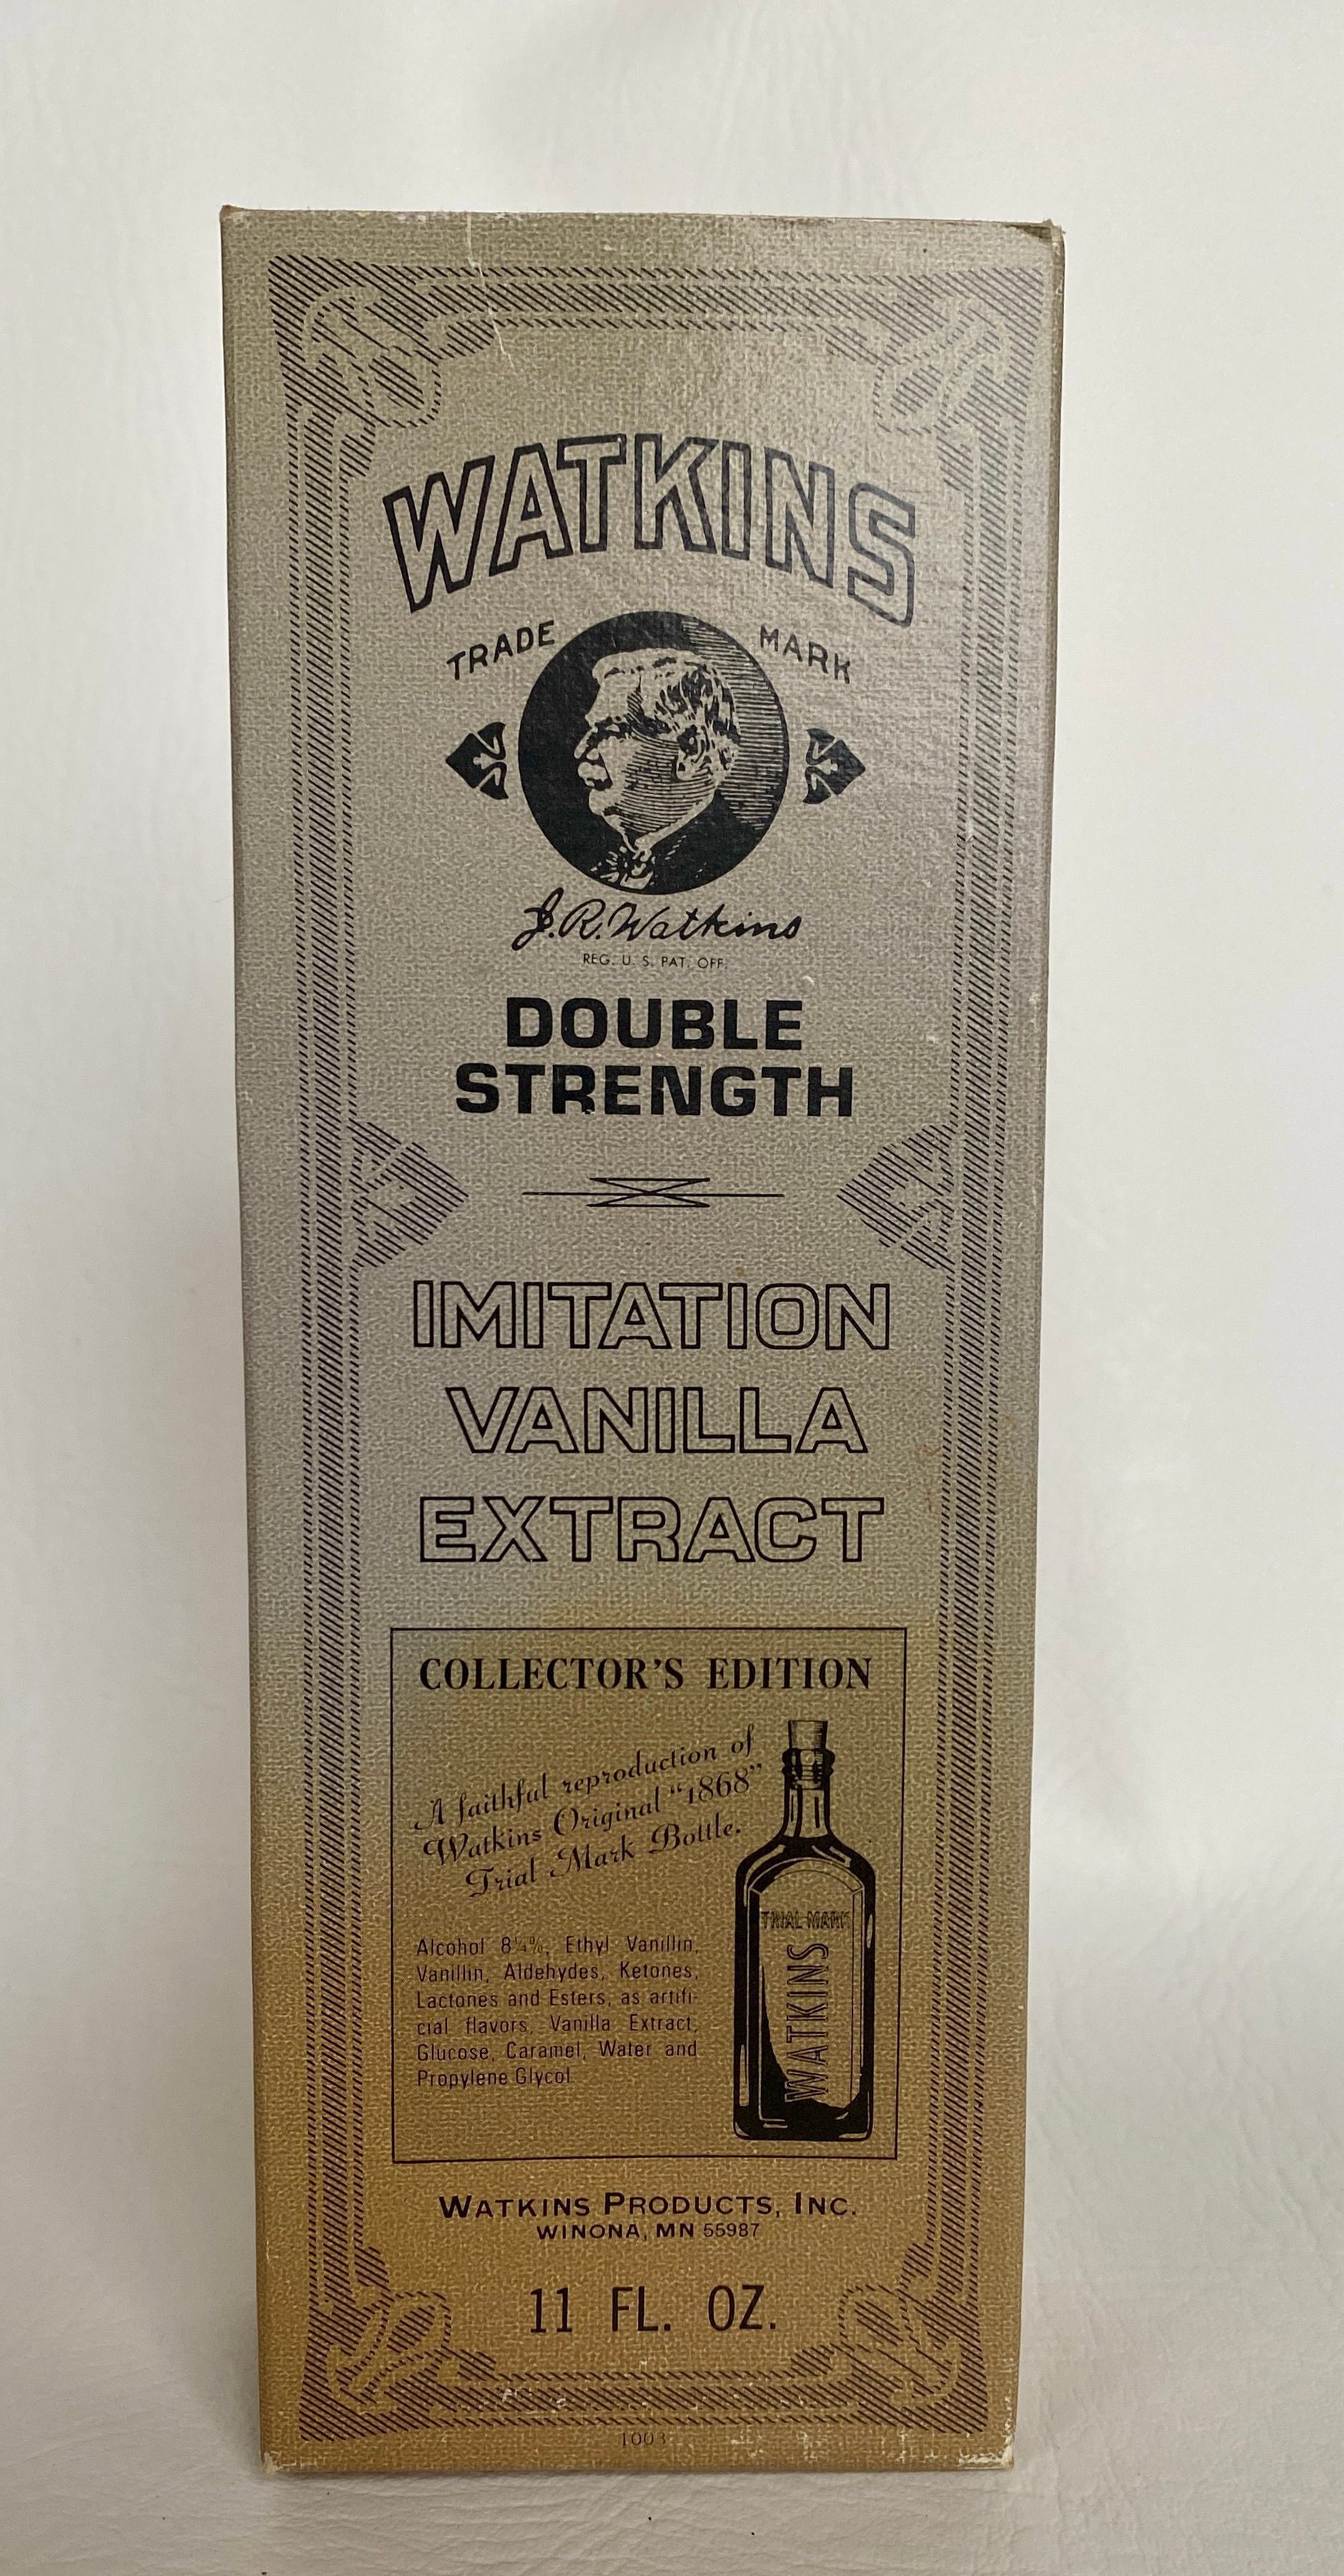 WATKINS
TRADE MARK
J.R. Watkins
REG. U. S. PAT. OFF.
DOUBLE
STRENGTH
IMITATION
VANILLA
EXTRACT
COLLECTOR'S EDITION
A faithful reproduction of
Watkins Original "1868"
Trial Mark Bottle.
TRIAL MARK
WATKINS
Alcohol 8¼%, Ethyl Vanillin,
Vanillin, Aldehydes, Ketones,
Lactones and Esters, as artifi-
cial flavors, Vanilla Extract,
Glucose, Caramel, Water and
Propylene Glycol
WATKINS PRODUCTS, INC.
WINONA, MN 55987
11 FL. OZ.
1003